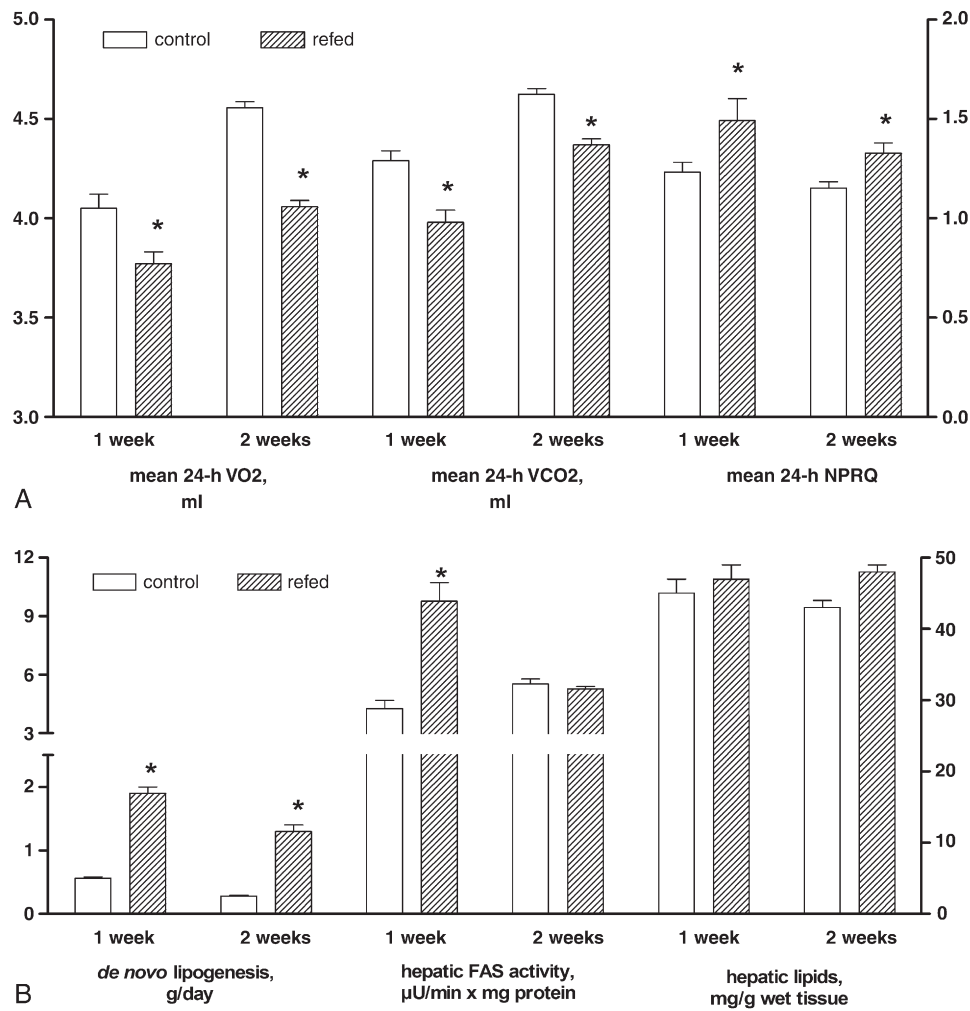 5.0
2.0
control
refed
*
*
4.5
1.5
*
*
*
*
4.0
1.0
3.5
0.5
3.0
0.0
1 week
2 weeks
1 week
2 weeks
1 week
2 weeks
mean 24-h VO2,
ml
mean 24-h VCO2,
ml
mean 24-h NPRQ
A
12
50
control
refed
*
9
40
6
30
3
*
20
2
*
1
10
0
0
1 week
2 weeks
1 week
2 weeks
1 week
2 weeks
de novo lipogenesis,
g/day
hepatic FAS activity,
µU/min x mg protein
hepatic lipids,
mg/g wet tissue
B